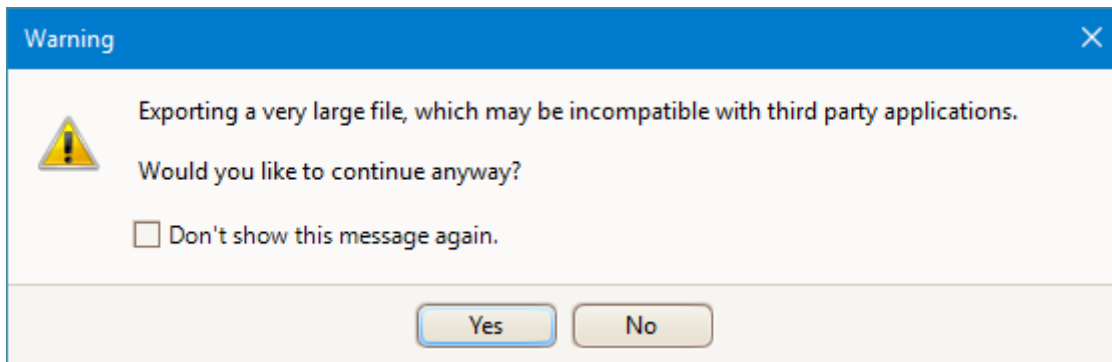 Warning
Exporting a very large file, which may be incompatible with third party applications.
Would you like to continue anyway?
Don't show this message again.
Yes No